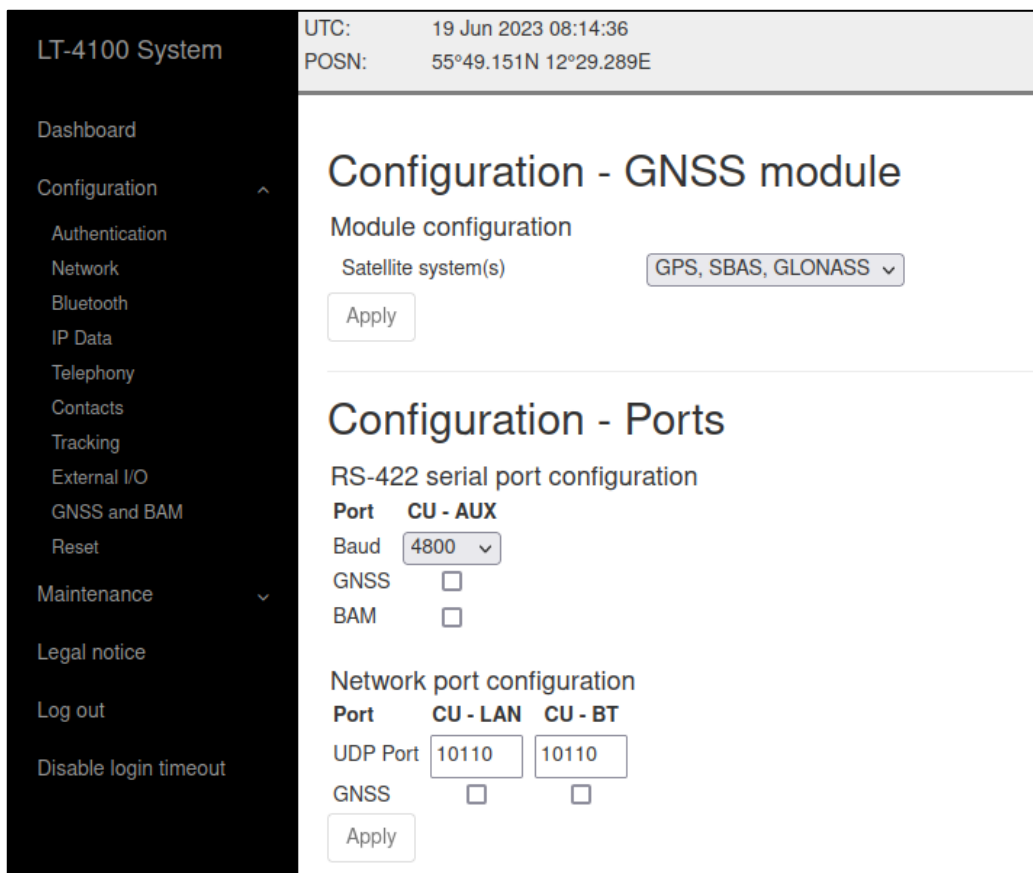 LT-4100 System
Dashboard
Configuration
Authentication
Network
Bluetooth
IP Data
Telephony
Contacts
Tracking
External I/O
GNSS and BAM
Reset
Maintenance
Legal notice
Log out
Disable login timeout
UTC: 19 Jun 2023 08:14:36
POSN: 55°49.151N 12°29.289E
Configuration - GNSS module
Module configuration
Satellite system(s) GPS, SBAS, GLONASS
Apply
Configuration - Ports
RS-422 serial port configuration
Port CU - AUX
Baud 4800
GNSS
BAM
Network port configuration
Port CU - LAN CU - BT
UDP Port 10110 10110
GNSS
Apply